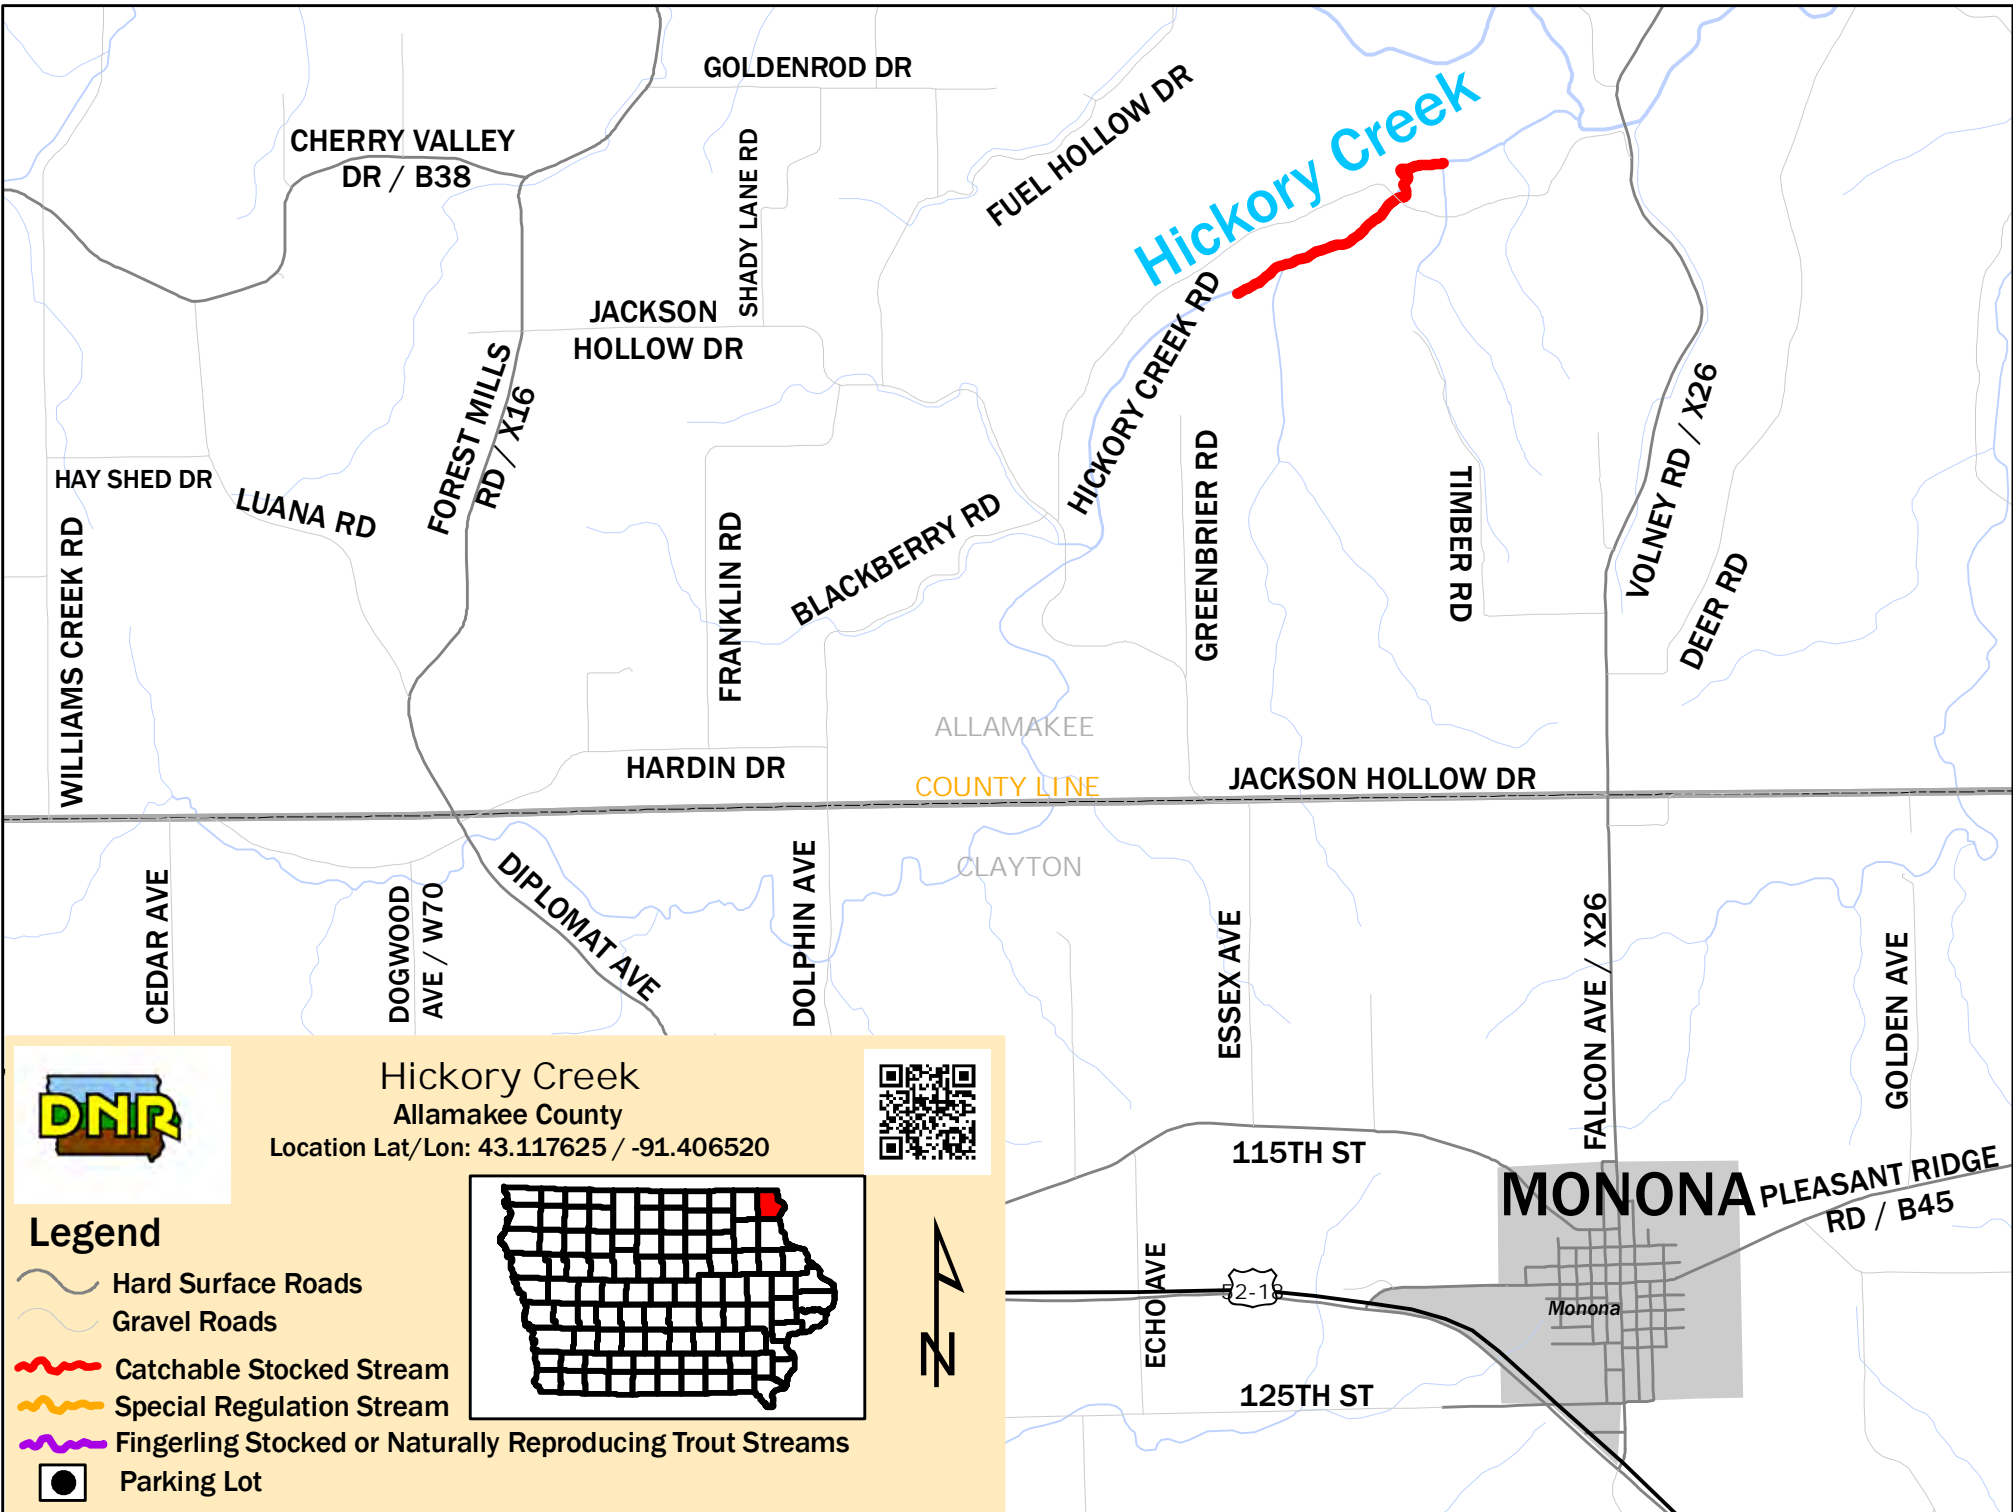 GOLDENROD DR
CHERRY VALLEY
DR / B38
SHADY LANE RD
FUEL HOLLOW DR
Hickory Creek
JACKSON
HOLLOW DR
FOREST MILLS
RD / X16
HICKORY CREEK RD
VOLNEY RD / X26
HAY SHED DR
LUANA RD
WILLIAMS CREEK RD
FRANKLIN RD
BLACKBERRY RD
GREENBRIER RD
TIMBER RD
DEER RD
ALLAMAKEE
HARDIN DR
COUNTY LINE
JACKSON HOLLOW DR
CLAYTON
CEDAR AVE
DOGWOOD
AVE / W70
DIPLOMAT AVE
DOLPHIN AVE
ESSEX AVE
FALCON AVE / X26
GOLDEN AVE
115TH ST
MONONA
PLEASANT RIDGE
RD / B45
ECHO AVE
52-18
Monona
125TH ST
DNR
Hickory Creek
Allamakee County
Location Lat/Lon: 43.117625 / -91.406520
Legend
Hard Surface Roads
Gravel Roads
Catchable Stocked Stream
Special Regulation Stream
Fingerling Stocked or Naturally Reproducing Trout Streams
Parking Lot
N